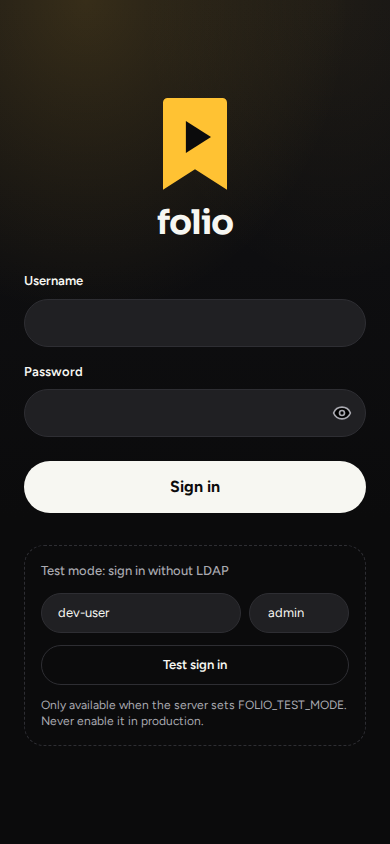 folio
Username
Password
Sign in
Test mode: sign in without LDAP
dev-user
admin
Test sign in
Only available when the server sets FOLIO_TEST_MODE.
Never enable it in production.